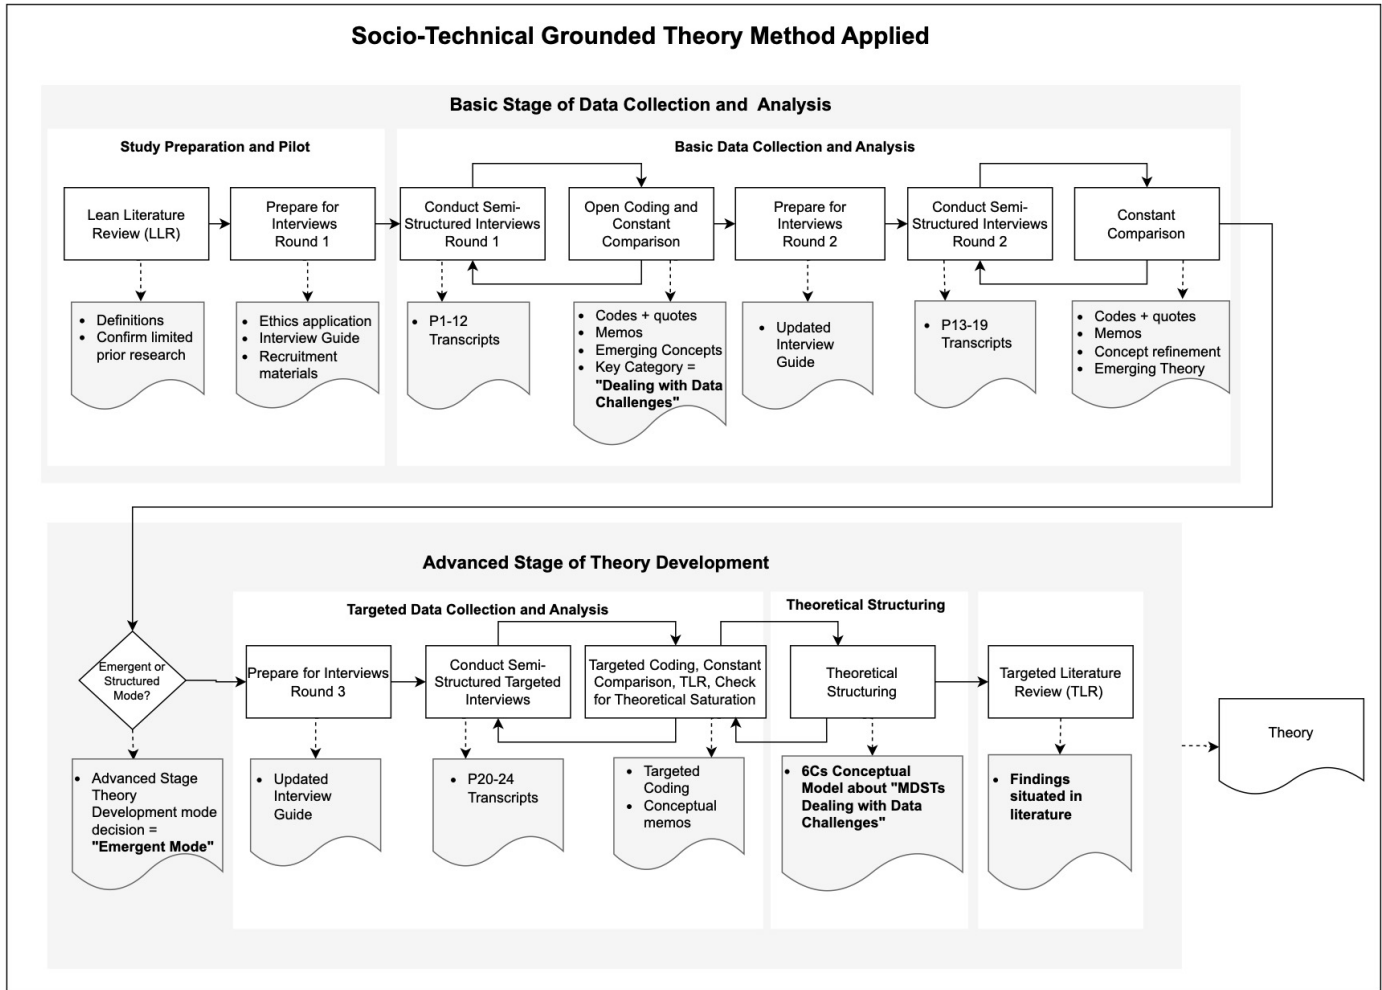 Socio-Technical Grounded Theory Method Applied
Basic Stage of Data Collection and Analysis
Study Preparation and Pilot
Basic Data Collection and Analysis
Lean Literature
Review (LLR)
Prepare for
Interviews
Round 1
Conduct Semi-
Structured Interviews
Round 1
Open Coding and
Constant
Comparison
Prepare for
Interviews
Round 2
Conduct Semi-
Structured Interviews
Round 2
Constant
Comparison
• Definitions
• Confirm limited
prior research
• Ethics application
• Interview Guide
• Recruitment
materials
• P1-12
Transcripts
• Codes + quotes
• Memos
• Emerging Concepts
• Key Category =
"Dealing with Data
Challenges"
• Updated
Interview
Guide
• P13-19
Transcripts
• Codes + quotes
• Memos
• Concept refinement
• Emerging Theory
Advanced Stage of Theory Development
Targeted Data Collection and Analysis
Theoretical Structuring
Emergent or
Structured
Mode?
Prepare for Interviews
Round 3
Conduct Semi-
Structured Targeted
Interviews
Targeted Coding, Constant
Comparison, TLR, Check
for Theoretical Saturation
Theoretical
Structuring
Targeted Literature
Review (TLR)
Theory
• Advanced Stage
Theory
Development mode
decision =
"Emergent Mode"
• Updated
Interview
Guide
• P20-24
Transcripts
• Targeted
Coding
• Conceptual
memos
• 6Cs Conceptual
Model about "MDSTs
Dealing with Data
Challenges"
• Findings
situated in
literature